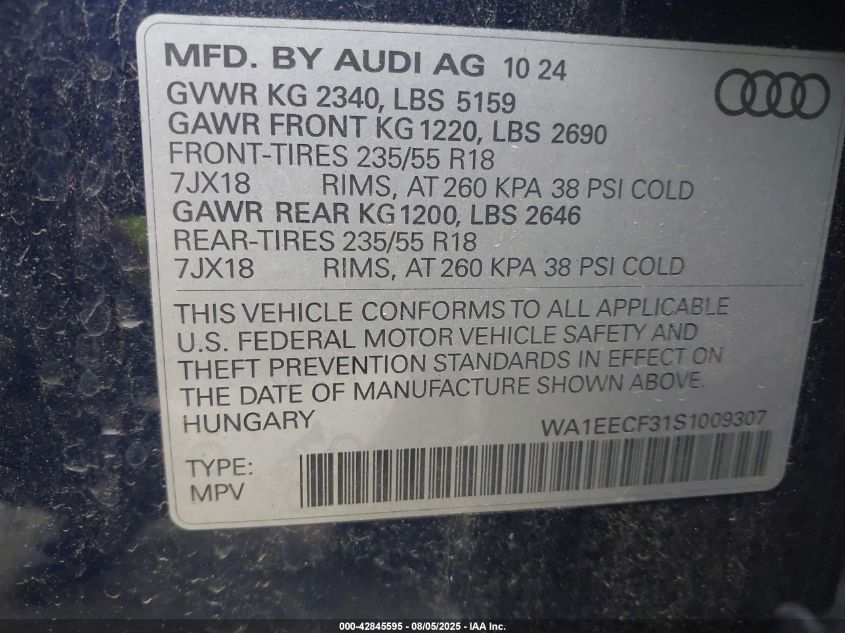 MFD. BY AUDI AG 10 24
GVWR KG 2340, LBS 5159
GAWR FRONT KG 1220, LBS 2690
FRONT-TIRES 235/55 R18
7JX18 RIMS, AT 260 KPA 38 PSI COLD
GAWR REAR KG 1200, LBS 2646
REAR-TIRES 235/55 R18
7JX18 RIMS, AT 260 KPA 38 PSI COLD
THIS VEHICLE CONFORMS TO ALL APPLICABLE
U.S. FEDERAL MOTOR VEHICLE SAFETY AND
THEFT PREVENTION STANDARDS IN EFFECT ON
THE DATE OF MANUFACTURE SHOWN ABOVE.
HUNGARY WA1EECF31S1009307
TYPE:
MPV
000-42845595 - 08/05/2025 - IAA Inc.